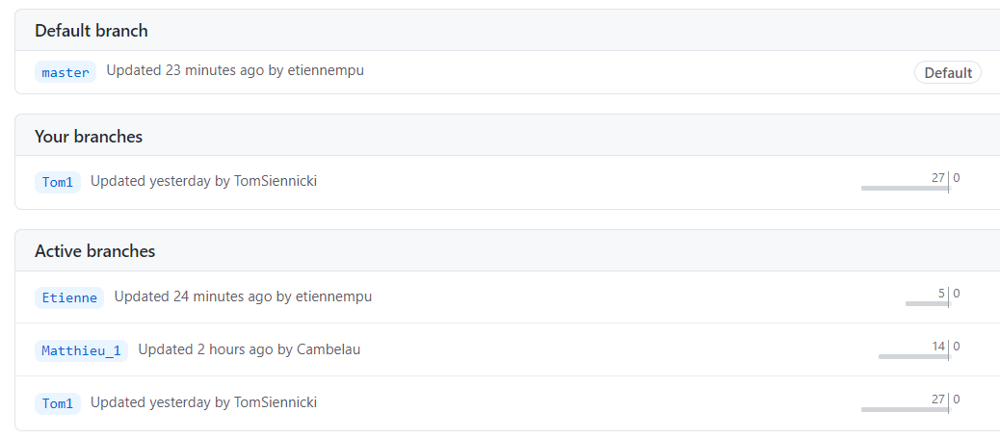 Default branch
master Updated 23 minutes ago by etiennempu Default
Your branches
Tom1 Updated yesterday by TomSiennicki 27 0
Active branches
Etienne Updated 24 minutes ago by etiennempu 5 0
Matthieu_1 Updated 2 hours ago by Cambelau 14 0
Tom1 Updated yesterday by TomSiennicki 27 0